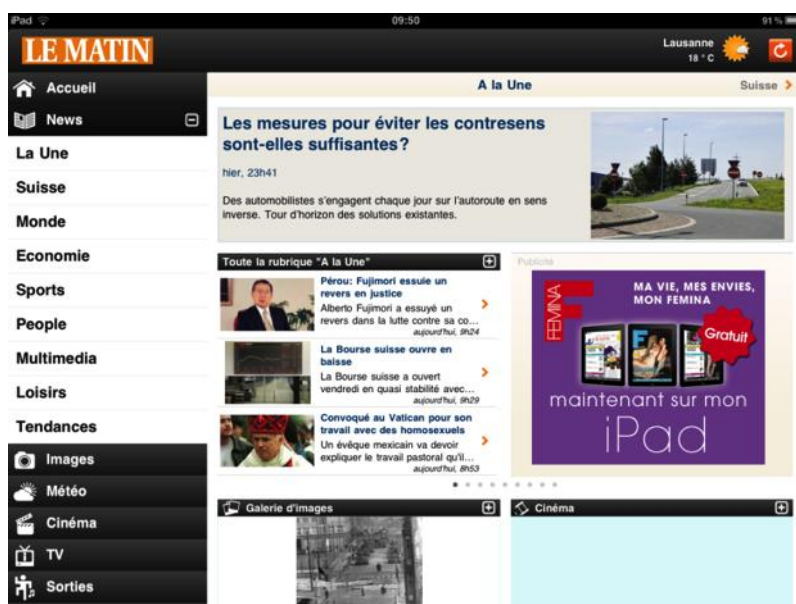 iPad
09:50
91 %
LE MATIN
Lausanne
18 ° C
Accueil
News
La Une
Suisse
Monde
Economie
Sports
People
Multimedia
Loisirs
Tendances
Images
Météo
Cinéma
TV
Sorties
A la Une
Suisse
Les mesures pour éviter les contresens
sont-elles suffisantes?
hier, 23h41
Des automobilistes s'engagent chaque jour sur l'autoroute en sens
inverse. Tour d'horizon des solutions existantes.
Toute la rubrique "A la Une"
Pérou: Fujimori essuie un
revers en justice
Alberto Fujimori a essuyé un
revers dans la lutte contre sa co...
aujourd'hui, 9h24
La Bourse suisse ouvre en
baisse
La Bourse suisse a ouvert
vendredi en quasi stabilité avec...
aujourd'hui, 9h29
Convoqué au Vatican pour son
travail avec des homosexuels
Un évêque mexicain va devoir
expliquer le travail pastoral qu'il...
aujourd'hui, 8h53
Publicité
FEMINA
F
MA VIE, MES ENVIES,
MON FEMINA
Gratuit
maintenant sur mon
iPad
Galerie d'images
Cinéma